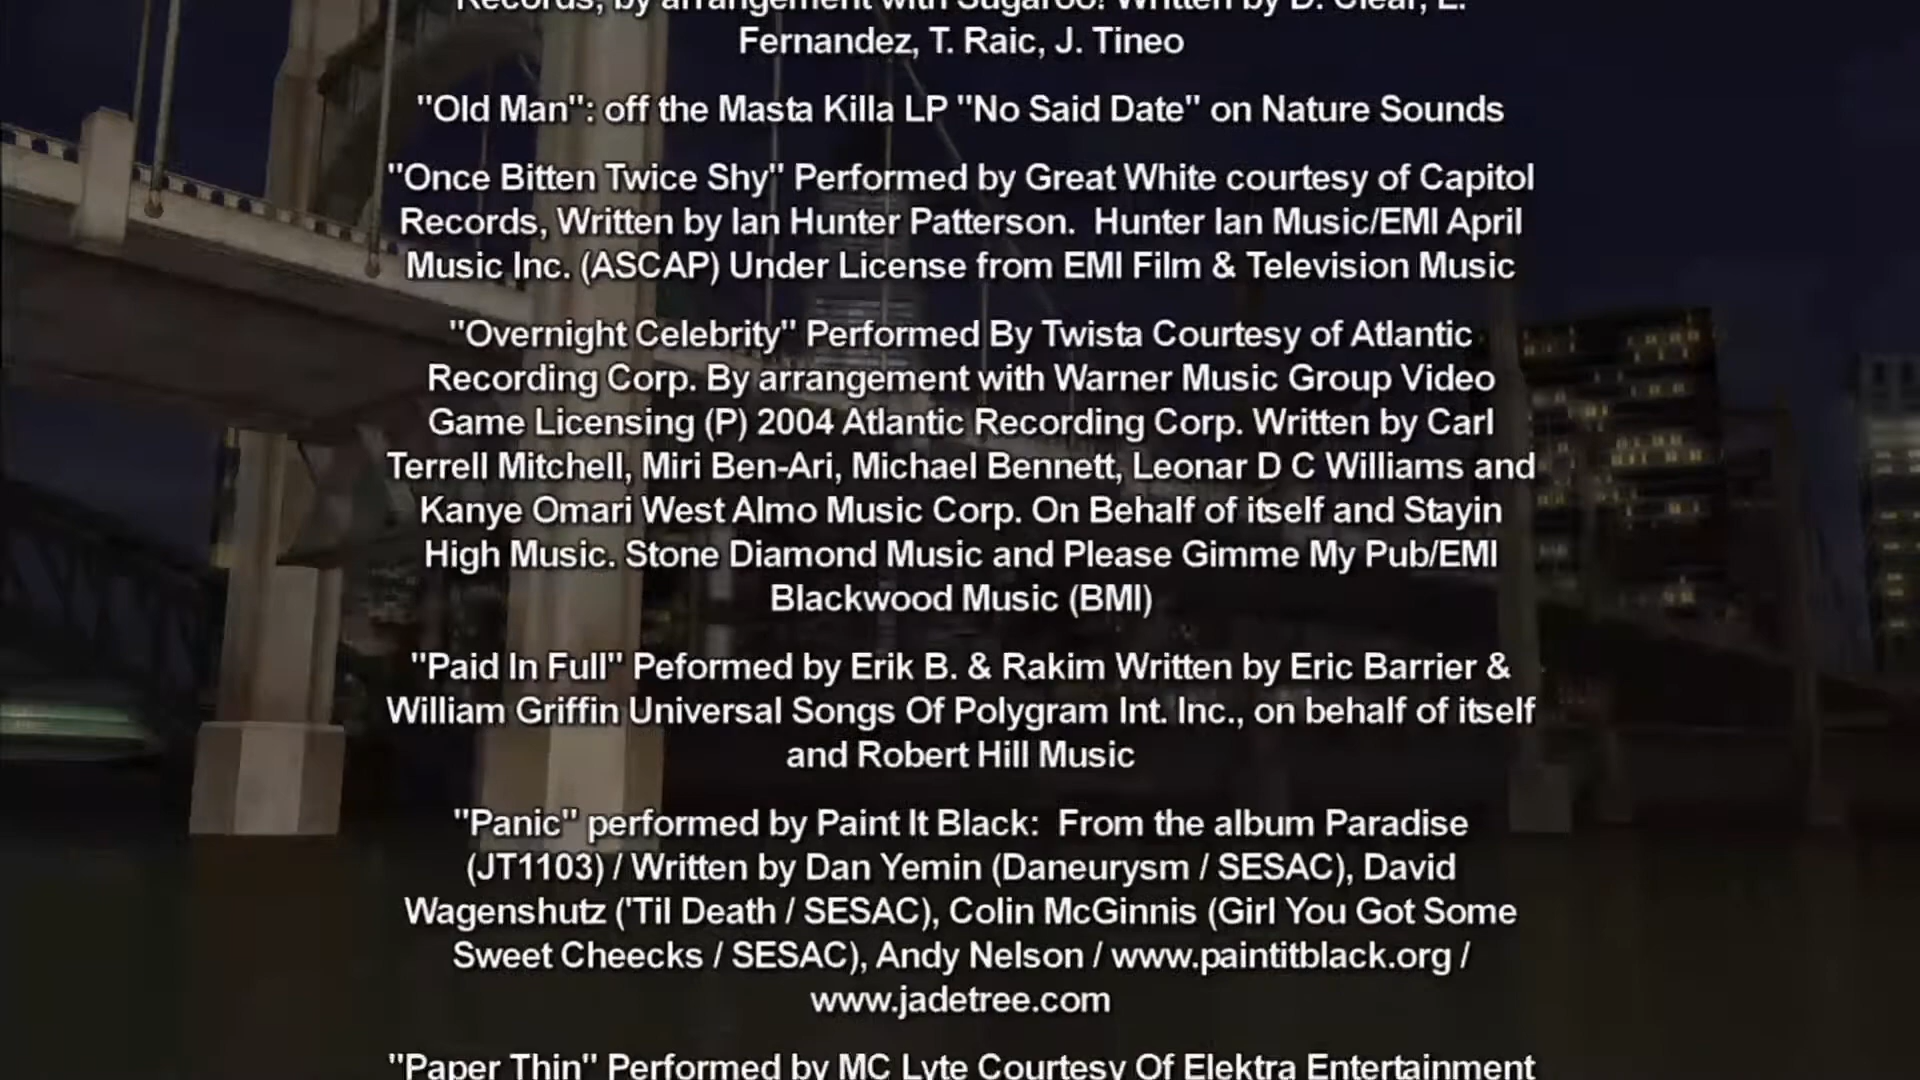 Records, by arrangement with Sugaroo! Written by D. Clear, E.
Fernandez, T. Raic, J. Tineo
"Old Man": off the Masta Killa LP "No Said Date" on Nature Sounds
"Once Bitten Twice Shy" Performed by Great White courtesy of Capitol
Records, Written by Ian Hunter Patterson.  Hunter Ian Music/EMI April
Music Inc. (ASCAP) Under License from EMI Film & Television Music
"Overnight Celebrity" Performed By Twista Courtesy of Atlantic
Recording Corp. By arrangement with Warner Music Group Video
Game Licensing (P) 2004 Atlantic Recording Corp. Written by Carl
Terrell Mitchell, Miri Ben-Ari, Michael Bennett, Leonar D C Williams and
Kanye Omari West Almo Music Corp. On Behalf of itself and Stayin
High Music. Stone Diamond Music and Please Gimme My Pub/EMI
Blackwood Music (BMI)
"Paid In Full" Peformed by Erik B. & Rakim Written by Eric Barrier &
William Griffin Universal Songs Of Polygram Int. Inc., on behalf of itself
and Robert Hill Music
"Panic" performed by Paint It Black:  From the album Paradise
(JT1103) / Written by Dan Yemin (Daneurysm / SESAC), David
Wagenshutz ('Til Death / SESAC), Colin McGinnis (Girl You Got Some
Sweet Cheecks / SESAC), Andy Nelson / www.paintitblack.org /
www.jadetree.com
"Paper Thin" Performed by MC Lyte Courtesy Of Elektra Entertainment